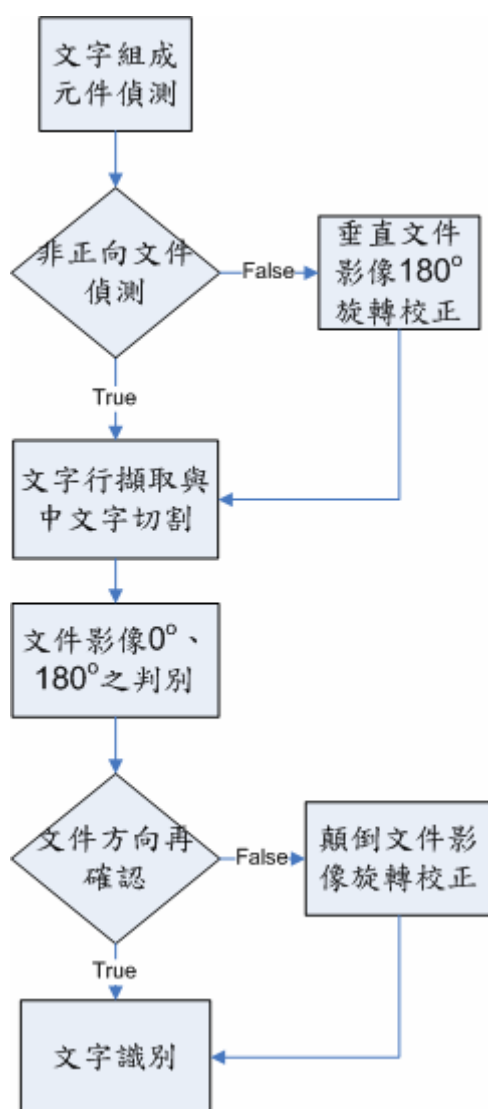 文字組成
元件偵測
非正向文件
偵測
False
垂直文件
影像180°
旋轉校正
True
文字行擷取與
中文字切割
文件影像0°、
180°之判別
文件方向再
確認
False
顛倒文件影
像旋轉校正
True
文字識別